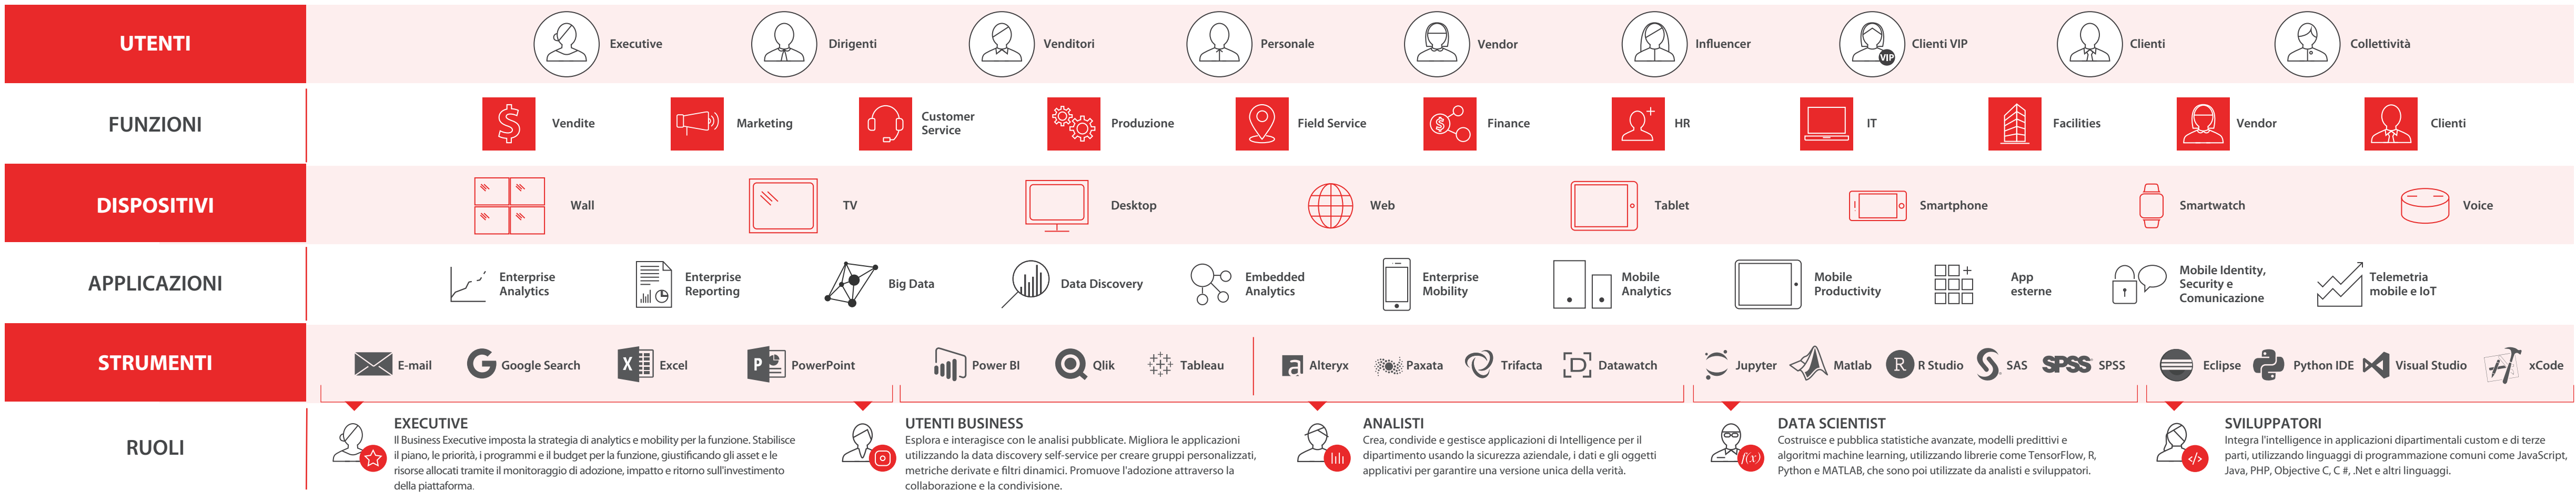 UTENTI
Executive
Dirigenti
Venditori
Personale
Vendor
Influencer
VIP
Clienti VIP
Clienti
Collettività
FUNZIONI
Vendite
Marketing
Customer
Service
Produzione
Field Service
Finance
HR
IT
Facilities
Vendor
Clienti
DISPOSITIVI
Wall
TV
Desktop
Web
Tablet
Smartphone
Smartwatch
Voice
APPLICAZIONI
Enterprise
Analytics
Enterprise
Reporting
Big Data
Data Discovery
Embedded
Analytics
Enterprise
Mobility
Mobile
Analytics
Mobile
Productivity
App
esterne
Mobile Identity,
Security e
Comunicazione
Telemetria
mobile e IoT
STRUMENTI
E-mail
Google Search
Excel
PowerPoint
Power BI
Qlik
Tableau
Alteryx
Paxata
Trifacta
Datawatch
Jupyter
Matlab
R Studio
SAS
SPSS
SPSS
Eclipse
Python IDE
Visual Studio
xCode
RUOLI
EXECUTIVE
Il Business Executive imposta la strategia di analytics e mobility per la funzione. Stabilisce
il piano, le priorità, i programmi e il budget per la funzione, giustificando gli asset e le
risorse allocati tramite il monitoraggio di adozione, impatto e ritorno sull'investimento
della piattaforma.
UTENTI BUSINESS
Esplora e interagisce con le analisi pubblicate. Migliora le applicazioni
utilizzando la data discovery self-service per creare gruppi personalizzati,
metriche derivate e filtri dinamici. Promuove l'adozione attraverso la
collaborazione e la condivisione.
ANALISTI
Crea, condivide e gestisce applicazioni di Intelligence per il
dipartimento usando la sicurezza aziendale, i dati e gli oggetti
applicativi per garantire una versione unica della verità.
f(x)
DATA SCIENTIST
Costruisce e pubblica statistiche avanzate, modelli predittivi e
algoritmi machine learning, utilizzando librerie come TensorFlow, R,
Python e MATLAB, che sono poi utilizzate da analisti e sviluppatori.
</>
SVILUPPATORI
Integra l'intelligence in applicazioni dipartimentali custom e di terze
parti, utilizzando linguaggi di programmazione comuni come JavaScript,
Java, PHP, Objective C, C #, .Net e altri linguaggi.